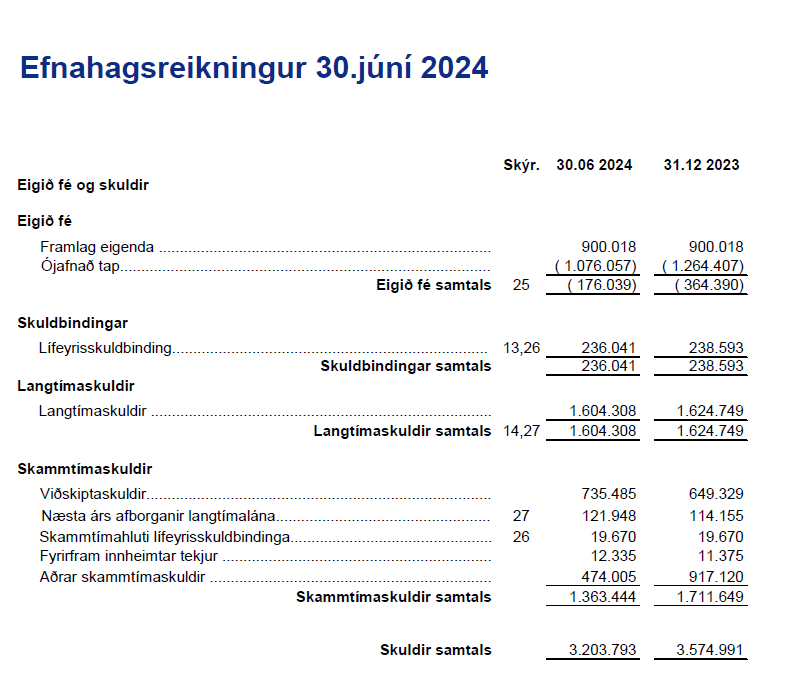 Efnahagsreikningur 30.júní 2024
Skýr. 30.06 2024 31.12 2023
Eigið fé og skuldir
Eigið fé
Framlag eigenda ................................................................................ 900.018 900.018
Ójafnað tap......................................................................................... ( 1.076.057) ( 1.264.407)
Eigið fé samtals 25 ( 176.039) ( 364.390)
Skuldbindingar
Lífeyrisskuldbinding............................................................................ 13,26 236.041 238.593
Skuldbindingar samtals 236.041 238.593
Langtímaskuldir
Langtímaskuldir .................................................................................. 1.604.308 1.624.749
Langtímaskuldir samtals 14,27 1.604.308 1.624.749
Skammtímaskuldir
Viðskiptaskuldir................................................................................... 735.485 649.329
Næsta árs afborganir langtímalána.................................................... 27 121.948 114.155
Skammtímahluti lífeyrisskuldbindinga................................................ 26 19.670 19.670
Fyrirfram innheimtar tekjur ................................................................. 12.335 11.375
Aðrar skammtímaskuldir .................................................................... 474.005 917.120
Skammtímaskuldir samtals 1.363.444 1.711.649
Skuldir samtals 3.203.793 3.574.991